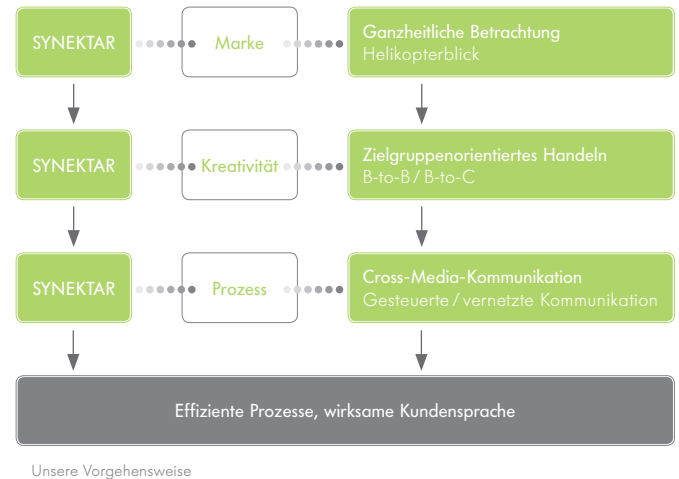 SYNEKTAR
Marke
Ganzheitliche Betrachtung
Helikopterblick
SYNEKTAR
Kreativität
Zielgruppenorientiertes Handeln
B-to-B / B-to-C
SYNEKTAR
Prozess
Cross-Media-Kommunikation
Gesteuerte / vernetzte Kommunikation
Effiziente Prozesse, wirksame Kundensprache
Unsere Vorgehensweise